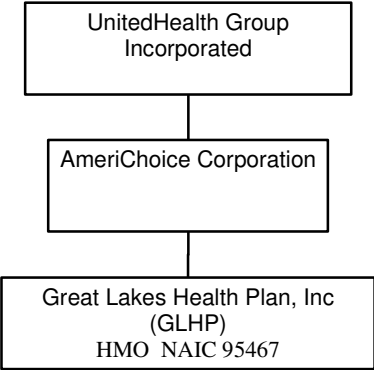 UnitedHealth Group
Incorporated
AmeriChoice Corporation
Great Lakes Health Plan, Inc
(GLHP)
HMO NAIC 95467